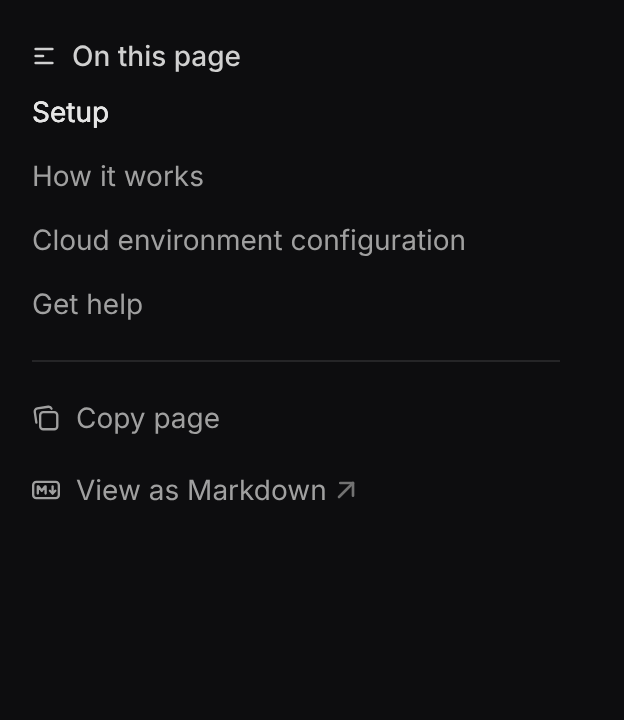 On this page
Setup
How it works
Cloud environment configuration
Get help
Copy page
M View as Markdown